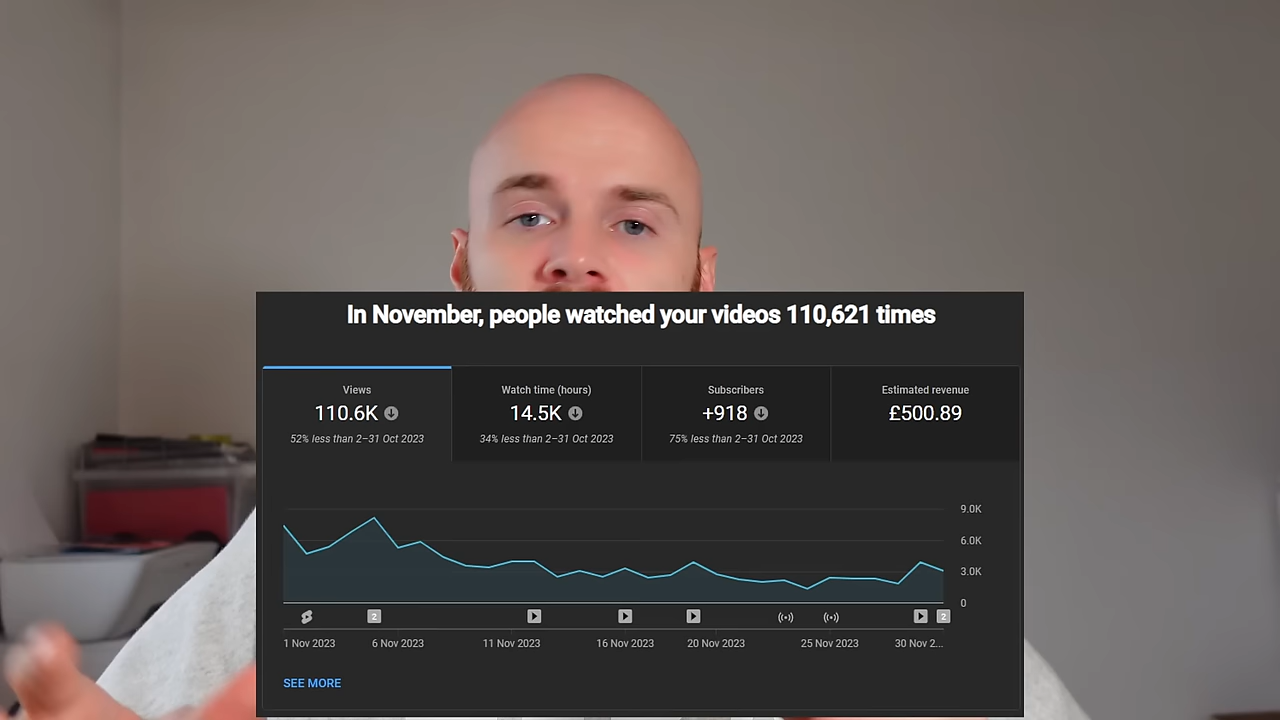 In November, people watched your videos 110,621 times
Views
110.6K
52% less than 2–31 Oct 2023
Watch time (hours)
14.5K
34% less than 2–31 Oct 2023
Subscribers
+918
75% less than 2–31 Oct 2023
Estimated revenue
£500.89
9.0K
6.0K
3.0K
0
2
2
1 Nov 2023
6 Nov 2023
11 Nov 2023
16 Nov 2023
20 Nov 2023
25 Nov 2023
30 Nov 2...
SEE MORE